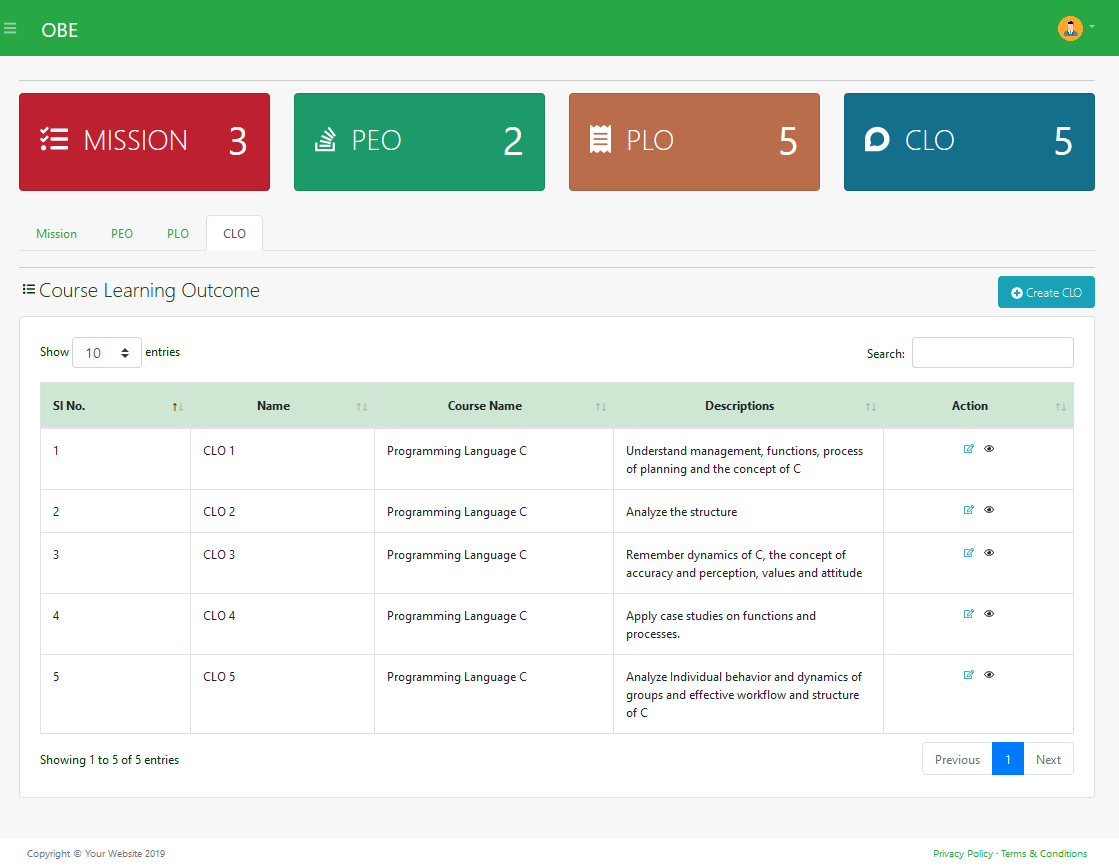 OBE
MISSION 3
PEO 2
PLO 5
CLO 5
Mission PEO PLO CLO
Course Learning Outcome
Create CLO
Show 10 entries
Search:
Sl No. Name Course Name Descriptions Action
1 CLO 1 Programming Language C Understand management, functions, process
of planning and the concept of C
2 CLO 2 Programming Language C Analyze the structure
3 CLO 3 Programming Language C Remember dynamics of C, the concept of
accuracy and perception, values and attitude
4 CLO 4 Programming Language C Apply case studies on functions and
processes.
5 CLO 5 Programming Language C Analyze Individual behavior and dynamics of
groups and effective workflow and structure
of C
Showing 1 to 5 of 5 entries
Previous 1 Next
Copyright © Your Website 2019
Privacy Policy · Terms & Conditions